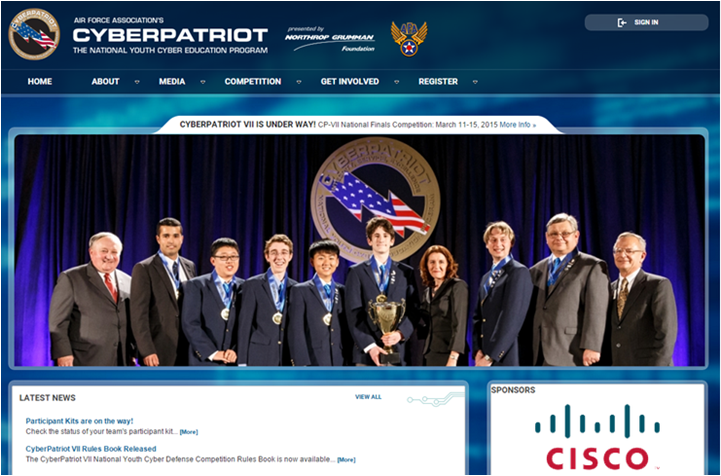 AIR FORCE ASSOCIATION'S
CYBERPATRIOT
THE NATIONAL YOUTH CYBER EDUCATION PROGRAM
presented by
NORTHROP GRUMMAN
Foundation
SIGN IN
HOME ABOUT MEDIA COMPETITION GET INVOLVED REGISTER
CYBERPATRIOT VII IS UNDER WAY! CP-VII National Finals Competition: March 11-15, 2015 More Info »
CYBERPATRIOT
LATEST NEWS
VIEW ALL
Participant Kits are on the way!
Check the status of your team's participant kit... [More]
CyberPatriot VII Rules Book Released
The CyberPatriot VII National Youth Cyber Defense Competition Rules Book is now available... [More]
SPONSORS
CISCO